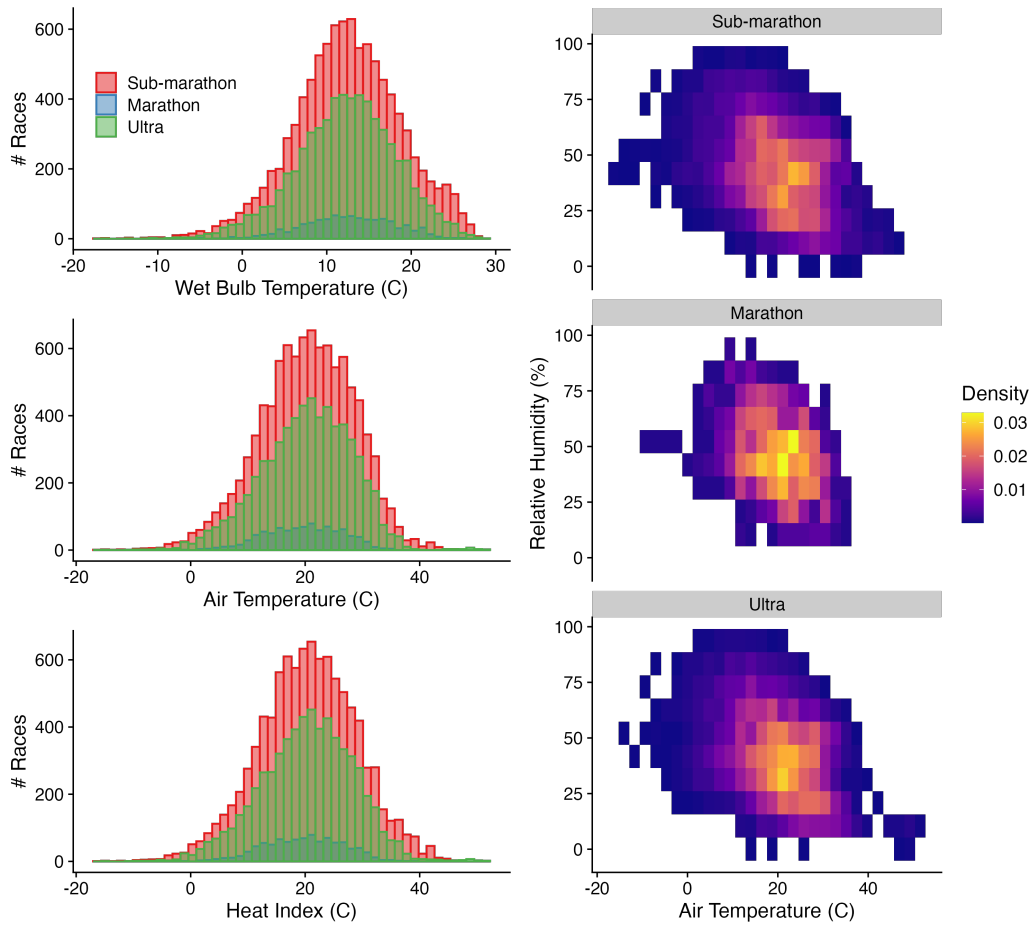 # Races
600
400
200
0
-20 -10 0 10 20 30
Wet Bulb Temperature (C)
Sub-marathon
Marathon
Ultra
# Races
600
400
200
0
-20 0 20 40
Air Temperature (C)
# Races
600
400
200
0
-20 0 20 40
Heat Index (C)
Sub-marathon
100
75
50
25
0
Marathon
Relative Humidity (%)
100
75
50
25
0
Ultra
100
75
50
25
0
-20 0 20 40
Air Temperature (C)
Density
0.03
0.02
0.01